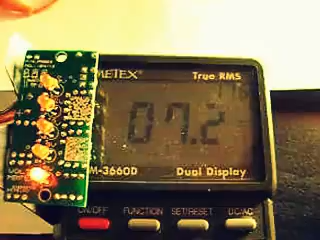 METEX True RMS
07.2
M-3660D Dual Display
ON/OFF FUNCTION SET/RESET DC/AC